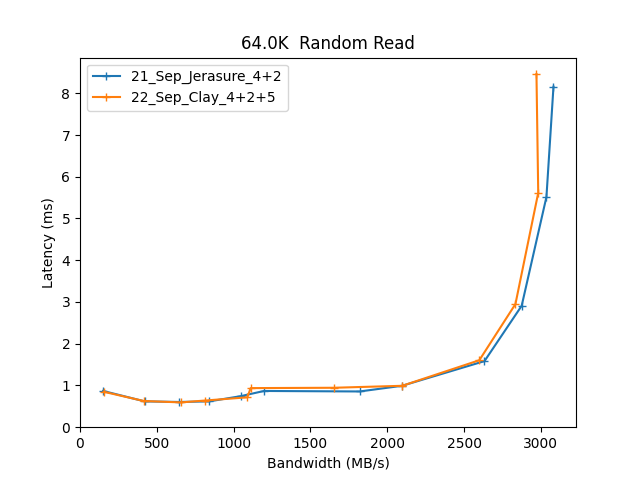 64.0K  Random Read
21_Sep_Jerasure_4+2
22_Sep_Clay_4+2+5
Latency (ms)
8
7
6
5
4
3
2
1
0
0 500 1000 1500 2000 2500 3000
Bandwidth (MB/s)